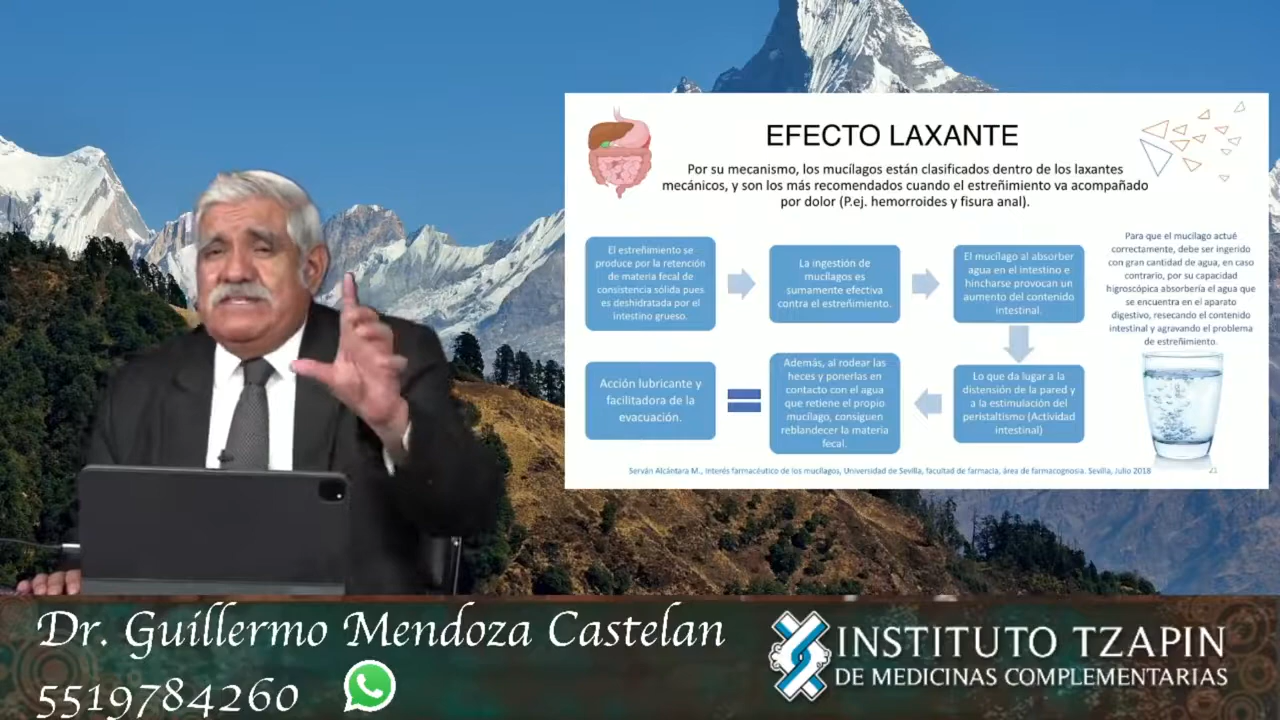 EFECTO LAXANTE
Por su mecanismo, los mucílagos están clasificados dentro de los laxantes
mecánicos, y son los más recomendados cuando el estreñimiento va acompañado
por dolor (P.ej. hemorroides y fisura anal).
El estreñimiento se
produce por la retención
de materia fecal de
consistencia sólida pues
es deshidratada por el
intestino grueso.
La ingestión de
mucílagos es
sumamente efectiva
contra el estreñimiento.
El mucílago al absorber
agua en el intestino e
hincharse provocan un
aumento del contenido
intestinal.
Lo que da lugar a la
distensión de la pared y
a la estimulación del
peristaltismo (Actividad
intestinal)
Además, al rodear las
heces y ponerlas en
contacto con el agua
que retiene el propio
mucílago, consiguen
reblandecer la materia
fecal.
Acción lubricante y
facilitadora de la
evacuación.
Para que el mucílago actué
correctamente, debe ser ingerido
con gran cantidad de agua, en caso
contrario, por su capacidad
higroscópica absorbería el agua que
se encuentra en el aparato
digestivo, resecando el contenido
intestinal y agravando el problema
de estreñimiento.
Serván Alcántara M., Interés farmacéutico de los mucílagos, Universidad de Sevilla, facultad de farmacia, área de farmacognosia. Sevilla, Julio 2018
21
Dr. Guillermo Mendoza Castelan
5519784260
INSTITUTO TZAPIN
DE MEDICINAS COMPLEMENTARIAS